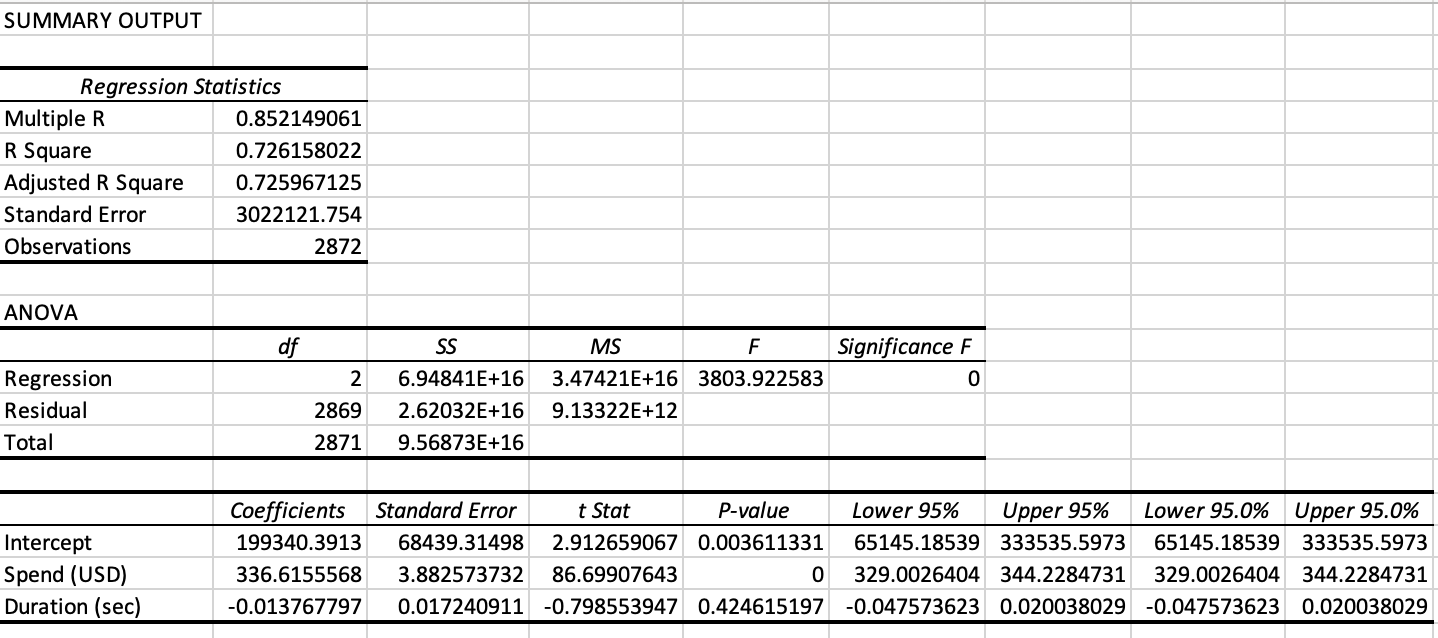 SUMMARY OUTPUT
Regression Statistics
Multiple R 0.852149061
R Square 0.726158022
Adjusted R Square 0.725967125
Standard Error 3022121.754
Observations 2872
ANOVA
df SS MS F Significance F
Regression 2 6.94841E+16 3.47421E+16 3803.922583 0
Residual 2869 2.62032E+16 9.13322E+12
Total 2871 9.56873E+16
Coefficients Standard Error t Stat P-value Lower 95% Upper 95% Lower 95.0% Upper 95.0%
Intercept 199340.3913 68439.31498 2.912659067 0.003611331 65145.18539 333535.5973 65145.18539 333535.5973
Spend (USD) 336.6155568 3.882573732 86.69907643 0 329.0026404 344.2284731 329.0026404 344.2284731
Duration (sec) -0.013767797 0.017240911 -0.798553947 0.424615197 -0.047573623 0.020038029 -0.047573623 0.020038029